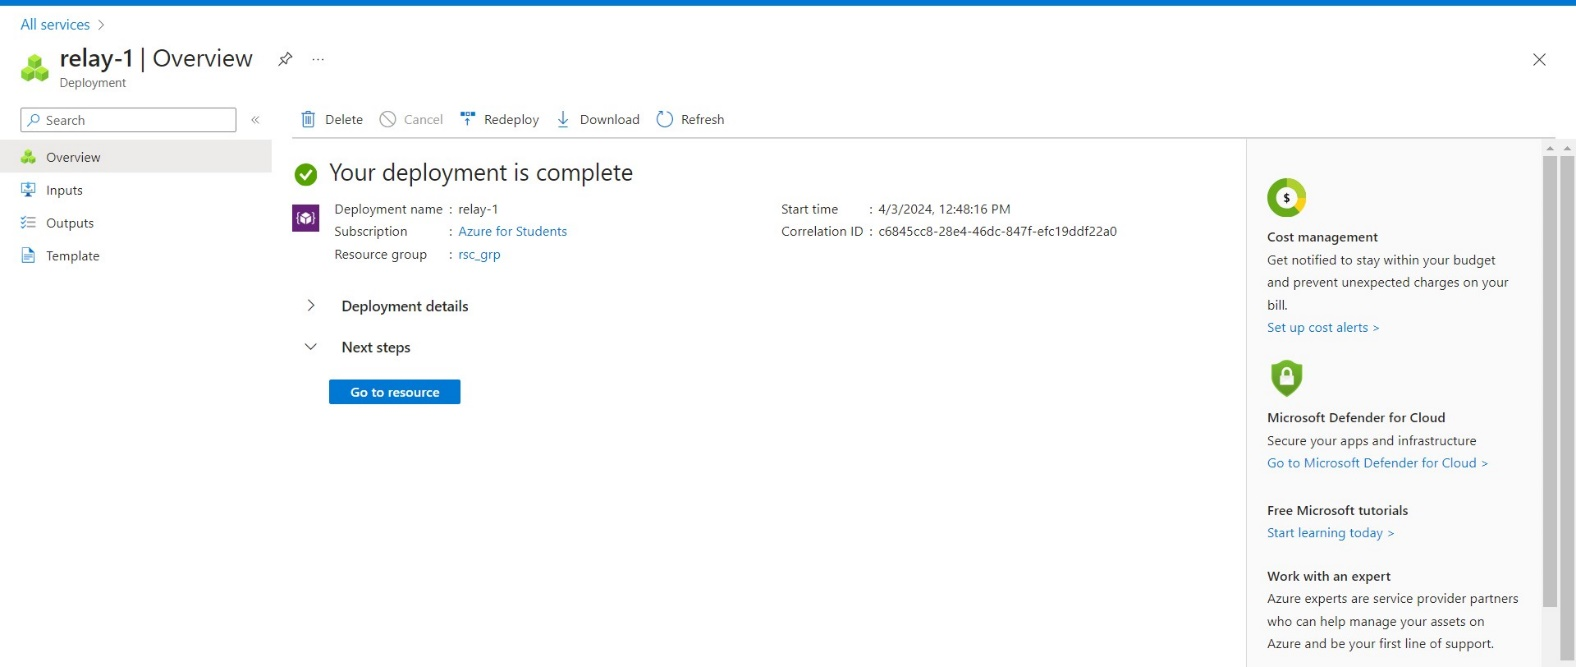 All services >
relay-1 | Overview
Deployment
Search
Overview
Inputs
Outputs
Template
Delete Cancel Redeploy Download Refresh
Your deployment is complete
Deployment name : relay-1
Subscription : Azure for Students
Resource group : rsc_grp
Start time : 4/3/2024, 12:48:16 PM
Correlation ID : c6845cc8-28e4-46dc-847f-efc19ddf22a0
Deployment details
Next steps
Go to resource
Cost management
Get notified to stay within your budget
and prevent unexpected charges on your
bill.
Set up cost alerts >
Microsoft Defender for Cloud
Secure your apps and infrastructure
Go to Microsoft Defender for Cloud >
Free Microsoft tutorials
Start learning today >
Work with an expert
Azure experts are service provider partners
who can help manage your assets on
Azure and be your first line of support.